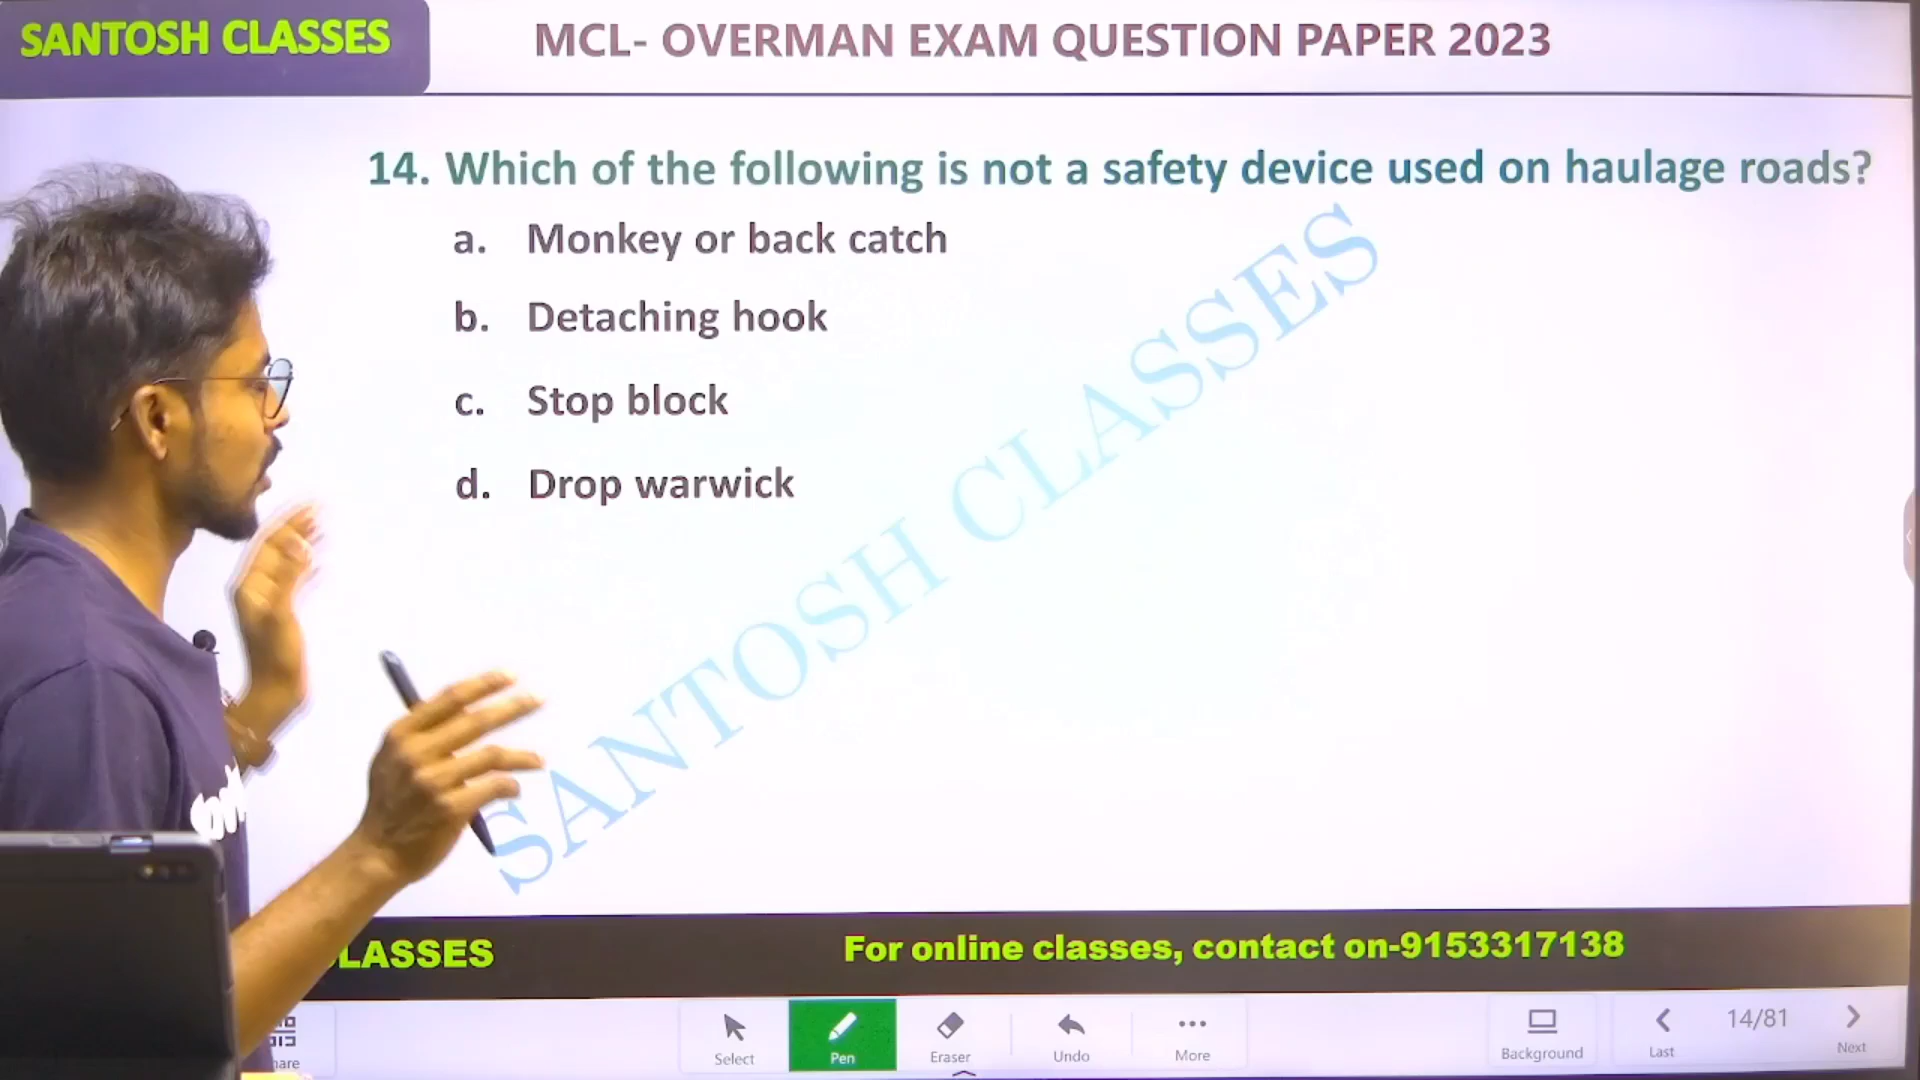 SANTOSH CLASSES
MCL- OVERMAN EXAM QUESTION PAPER 2023
14. Which of the following is not a safety device used on haulage roads?
a. Monkey or back catch
b. Detaching hook
c. Stop block
d. Drop warwick
SANTOSH CLASSES
LASSES
For online classes, contact on-9153317138
hare
Select
Pen
Eraser
Undo
More
Background
Last
14/81
Next